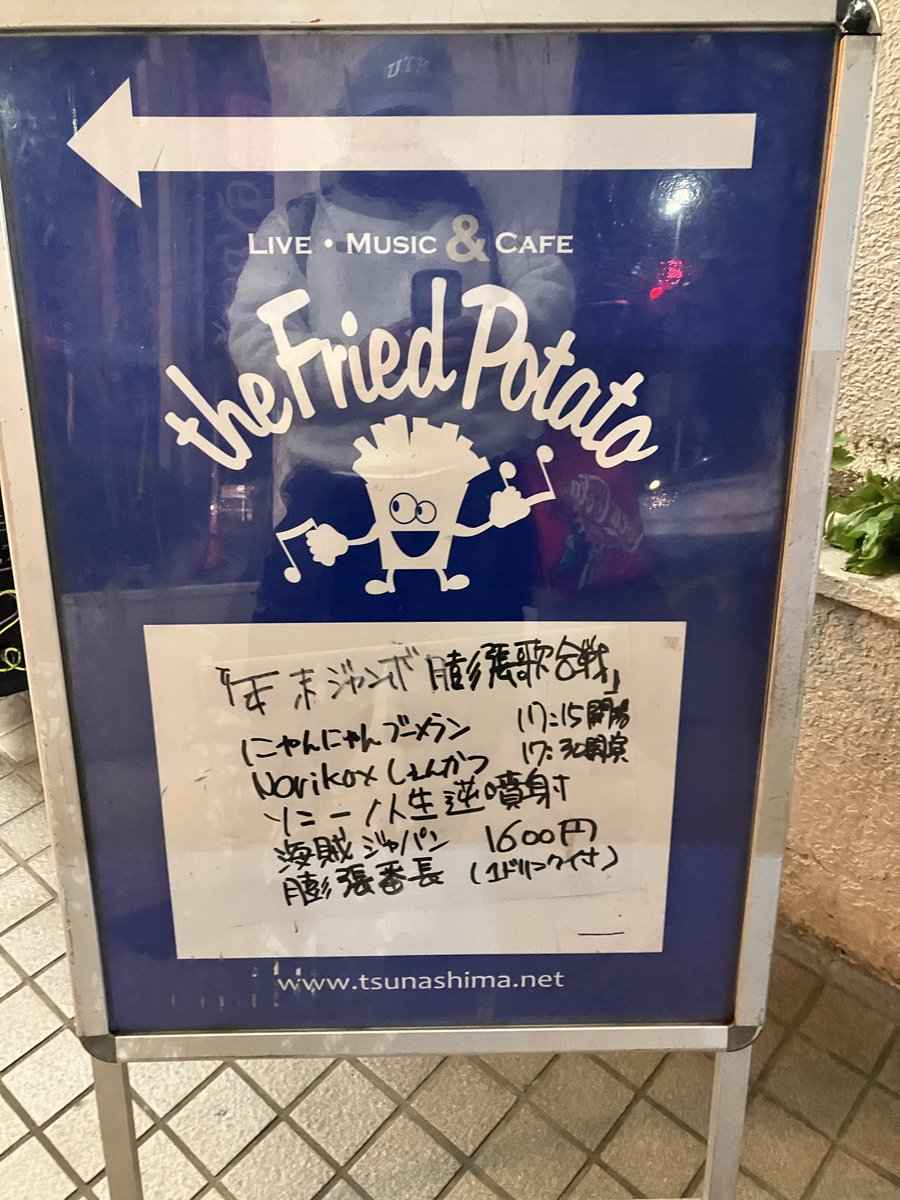 LIVE • MUSIC & CAFE
the Fried Potato
「年末ジャンボ膨張歌合戦」
にゃんにゃんブーメラン 17:15開場
Norikoxしょんかつ 17:30開演
ソニー/人生逆噴射
海賊ジャパン 1600円
膨張番長 (1ドリンク付)
www.tsunashima.net